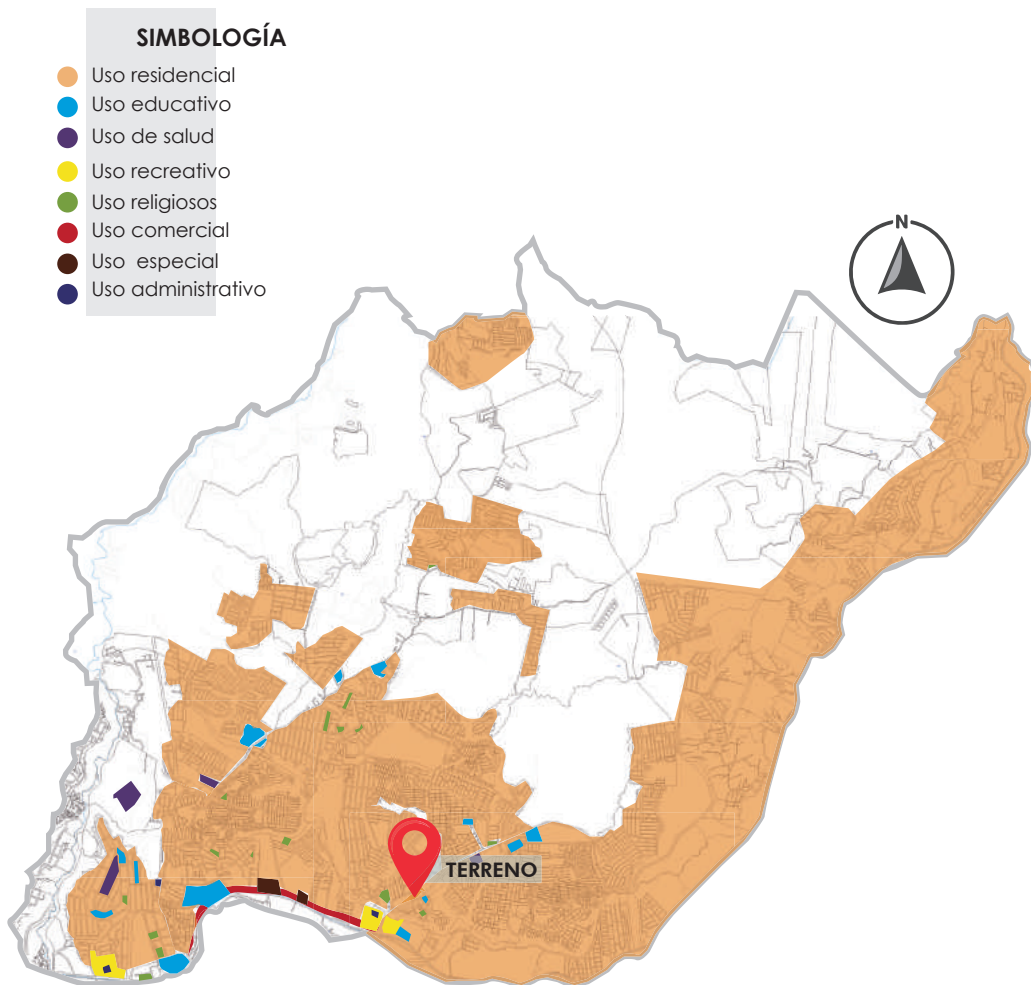 SIMBOLOGÍA
Uso residencial
Uso educativo
Uso de salud
Uso recreativo
Uso religiosos
Uso comercial
Uso especial
Uso administrativo
N
TERRENO